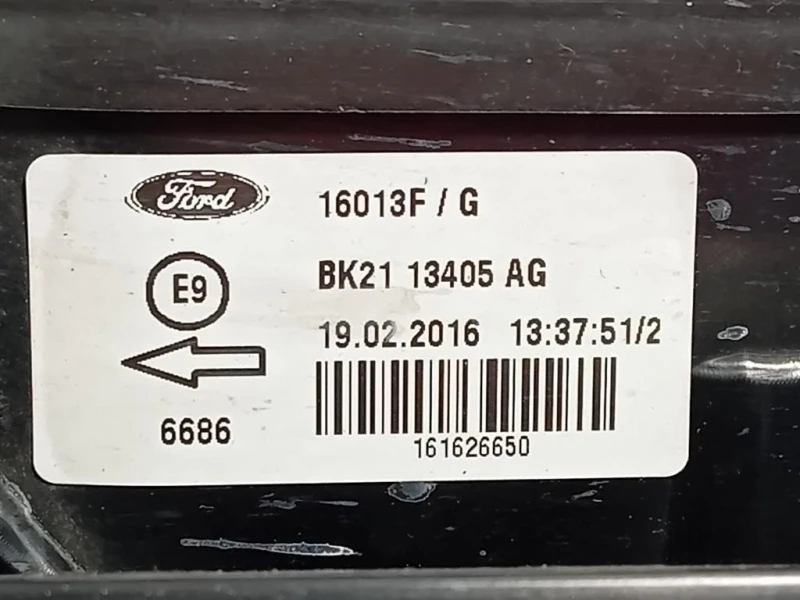 Ford
16013F / G
E9
BK21 13405 AG
19.02.2016 13:37:51/2
6686
161626650